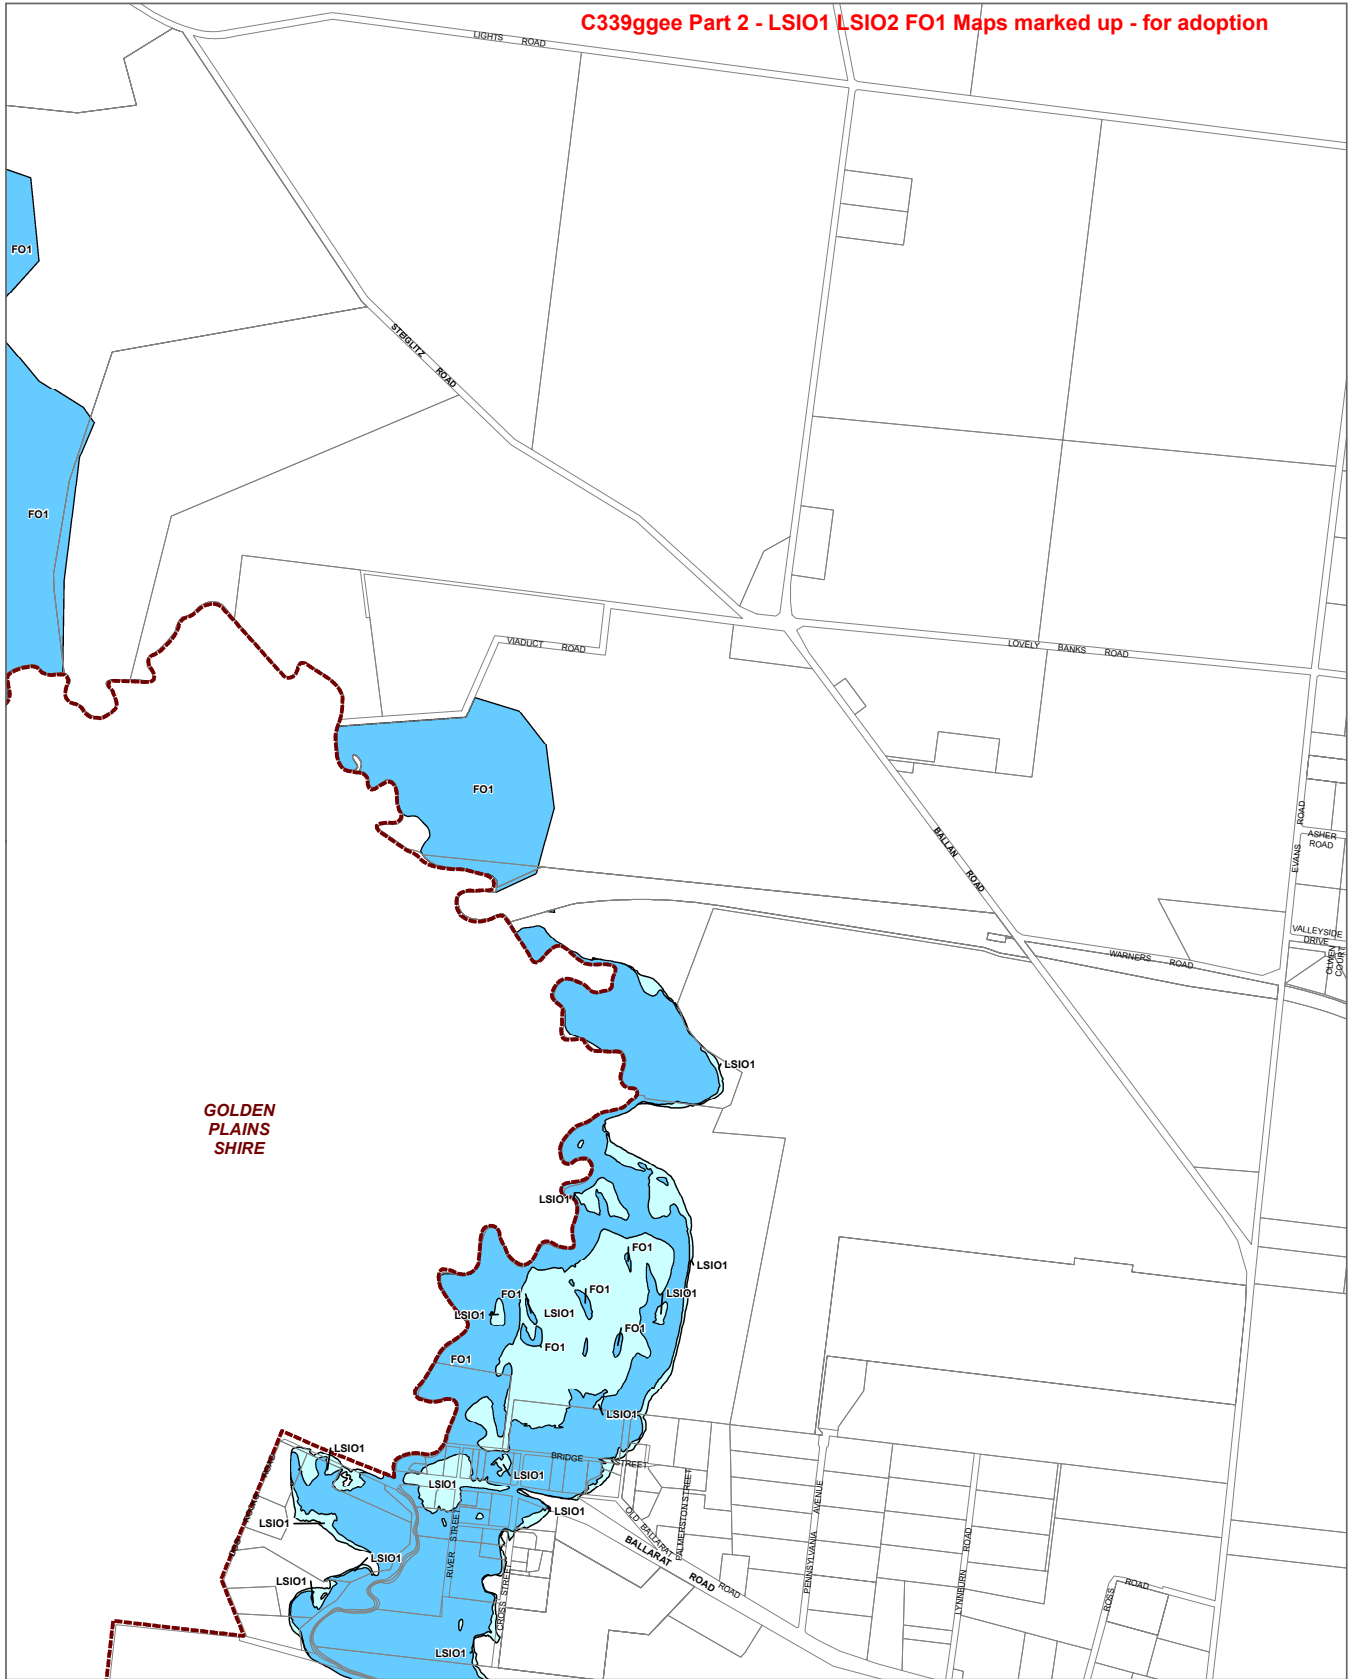 C339ggee Part 2 - LSIO1 LSIO2 FO1 Maps marked up - for adoption
LIGHTS ROAD
FO1
STEIGLITZ ROAD
FO1
VIADUCT ROAD
LOVELY BANKS ROAD
FO1
BALLAN ROAD
EVANS ROAD
ASHER
ROAD
VALLEYSIDE
DRIVE
OLWEN
COURT
WARNERS ROAD
LSIO1
GOLDEN
PLAINS
SHIRE
LSIO1
FO1
LSIO1
FO1
FO1
LSIO1
LSIO1
LSIO1
FO1
FO1
FO1
LSIO1
LSIO1
BRIDGE STREET
LSIO1
LSIO1
LSIO1
LSIO1
RIVER STREET
OLD BALLARAT ROAD
BALLARAT ROAD
PALMERSTON STREET
PENNSYLVANIA AVENUE
LYNNBURN ROAD
ROSS ROAD
LSIO1
LSIO1
CROSS STREET
LSIO1